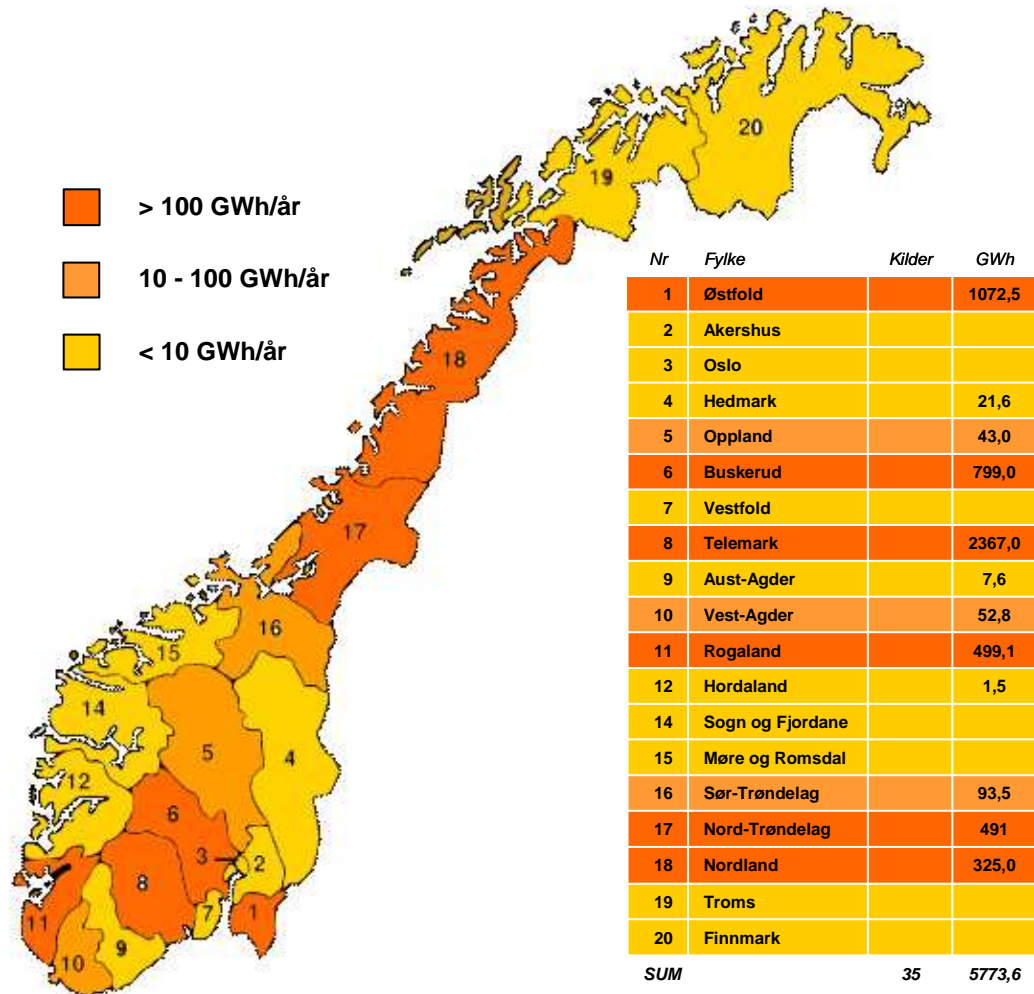 > 100 GWh/år
10 - 100 GWh/år
< 10 GWh/år
20
19
18
17
16
15
14
5
4
12
6
3
2
8
7
1
11
9
10
Nr Fylke Kilder GWh
1 Østfold 1072,5
2 Akershus
3 Oslo
4 Hedmark 21,6
5 Oppland 43,0
6 Buskerud 799,0
7 Vestfold
8 Telemark 2367,0
9 Aust-Agder 7,6
10 Vest-Agder 52,8
11 Rogaland 499,1
12 Hordaland 1,5
14 Sogn og Fjordane
15 Møre og Romsdal
16 Sør-Trøndelag 93,5
17 Nord-Trøndelag 491
18 Nordland 325,0
19 Troms
20 Finnmark
SUM 35 5773,6